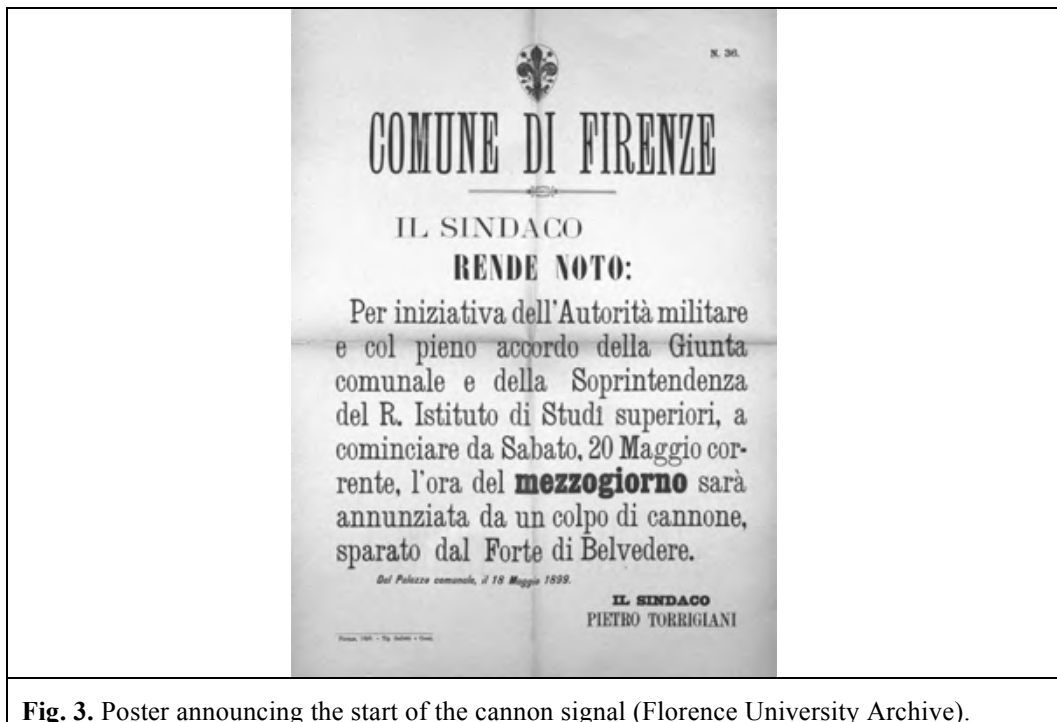 N. 36.
COMUNE DI FIRENZE
IL SINDACO
RENDE NOTO:
Per iniziativa dell'Autorità militare
e col pieno accordo della Giunta
comunale e della Soprintendenza
del R. Istituto di Studi superiori, a
cominciare da Sabato, 20 Maggio cor-
rente, l'ora del mezzogiorno sarà
annunziata da un colpo di cannone,
sparato dal Forte di Belvedere.
Dal Palazzo comunale, il 18 Maggio 1899.
IL SINDACO
PIETRO TORRIGIANI
Firenze,
Fig. 3. Poster announcing the start of the cannon signal (Florence University Archive).